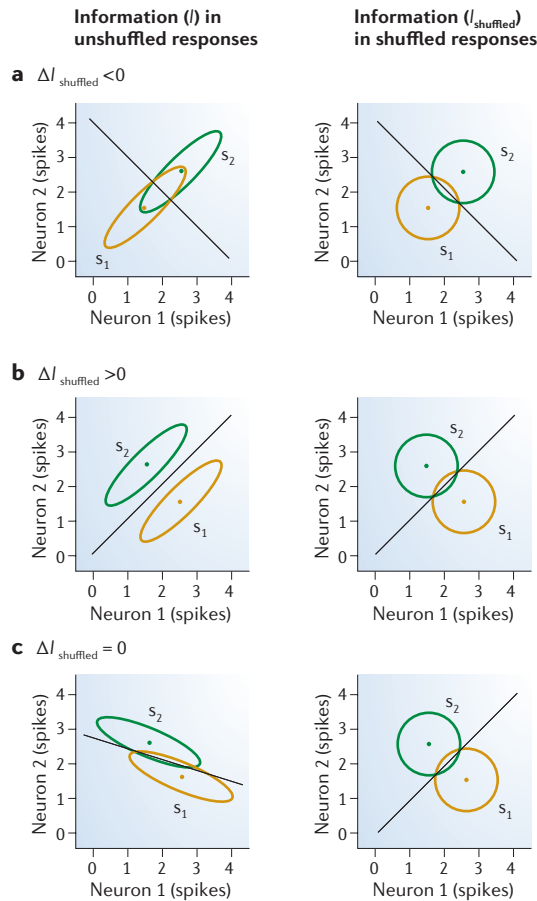 Information (I) in
unshuffled responses
Information (Ishuffled)
in shuffled responses
a ΔI shuffled <0
4
3
2
1
0
Neuron 2 (spikes)
s2
s1
0 1 2 3 4
Neuron 1 (spikes)
4
3
2
1
0
Neuron 2 (spikes)
s2
s1
0 1 2 3 4
Neuron 1 (spikes)
b ΔI shuffled >0
4
3
2
1
0
Neuron 2 (spikes)
s2
s1
0 1 2 3 4
Neuron 1 (spikes)
4
3
2
1
0
Neuron 2 (spikes)
s2
s1
0 1 2 3 4
Neuron 1 (spikes)
c ΔI shuffled = 0
4
3
2
1
0
Neuron 2 (spikes)
s2
s1
0 1 2 3 4
Neuron 1 (spikes)
4
3
2
1
0
Neuron 2 (spikes)
s2
s1
0 1 2 3 4
Neuron 1 (spikes)